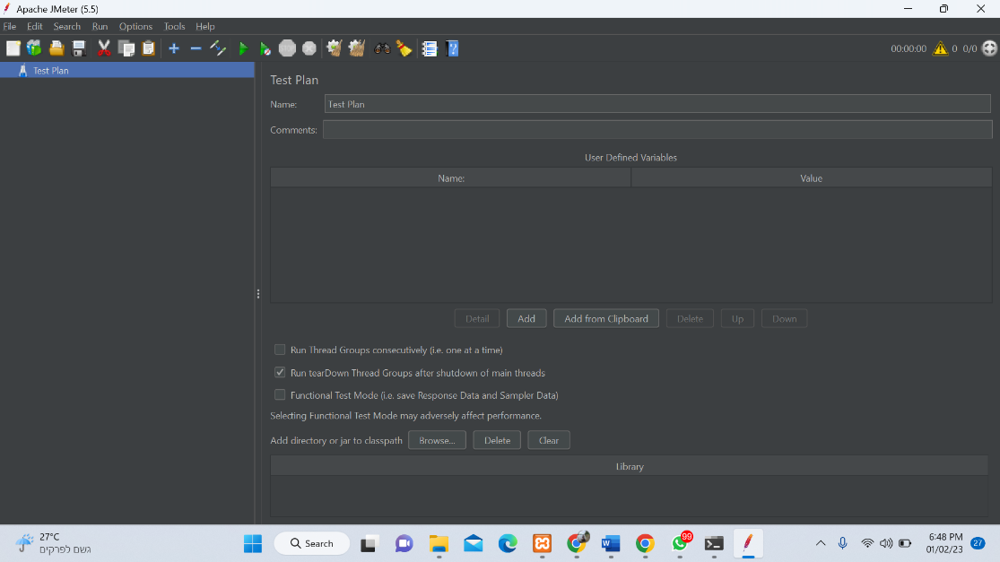 Apache JMeter (5.5)
File Edit Search Run Options Tools Help
00:00:00 0 0/0
Test Plan
Test Plan
Name: Test Plan
Comments:
User Defined Variables
Name: Value
Detail Add Add from Clipboard Delete Up Down
Run Thread Groups consecutively (i.e. one at a time)
Run tearDown Thread Groups after shutdown of main threads
Functional Test Mode (i.e. save Response Data and Sampler Data)
Selecting Functional Test Mode may adversely affect performance.
Add directory or jar to classpath Browse... Delete Clear
Library
27°C
גשם לפרקים
Search
99
6:48 PM
01/02/23
27